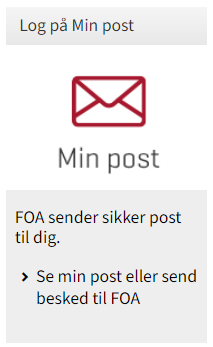 Log på Min post
Min post
FOA sender sikker post
til dig.
Se min post eller send
besked til FOA